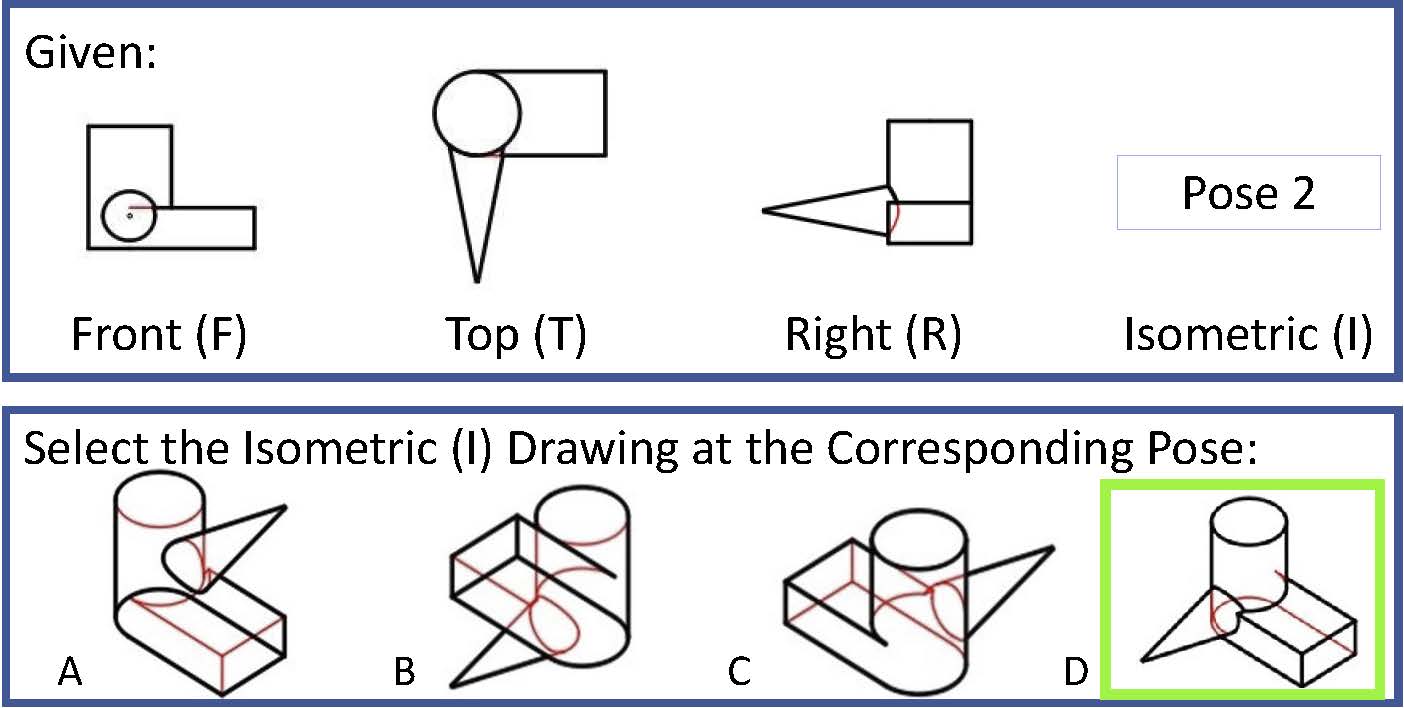 Given:
Pose 2
Front (F)
Top (T)
Right (R)
Isometric (I)
Select the Isometric (I) Drawing at the Corresponding Pose:
A
B
C
D